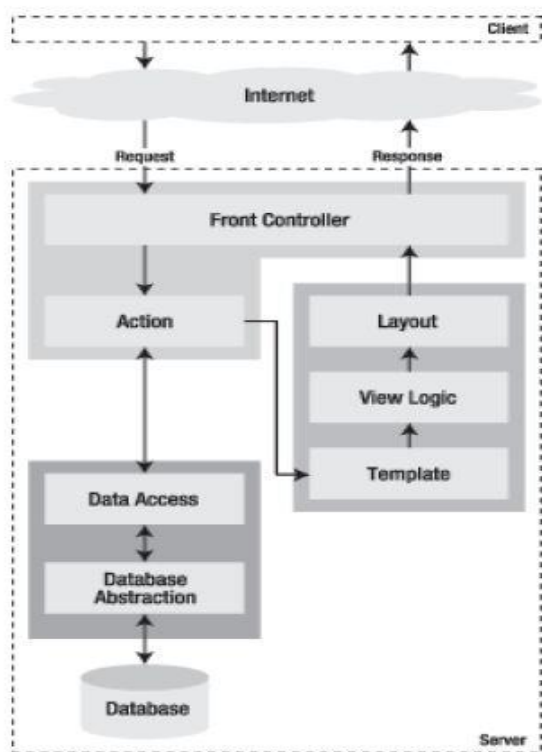 Client
Internet
Request
Response
Front Controller
Action
Layout
View Logic
Template
Data Access
Database
Abstraction
Database
Server